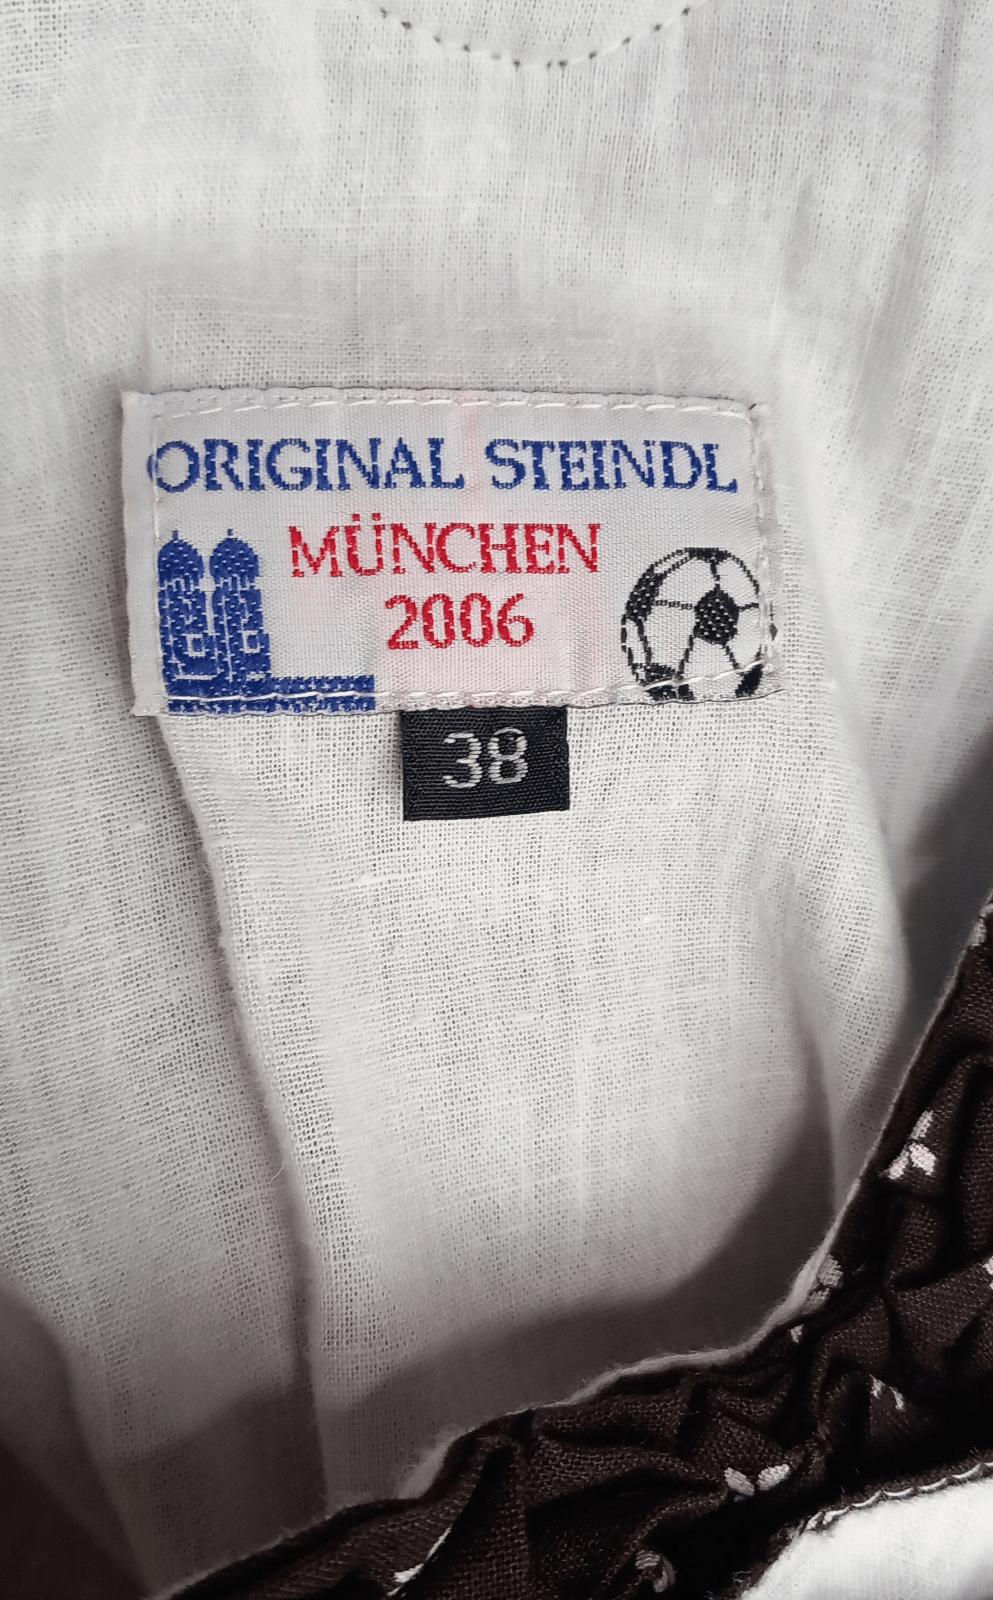 ORIGINAL STEINDL
MÜNCHEN
2006
38